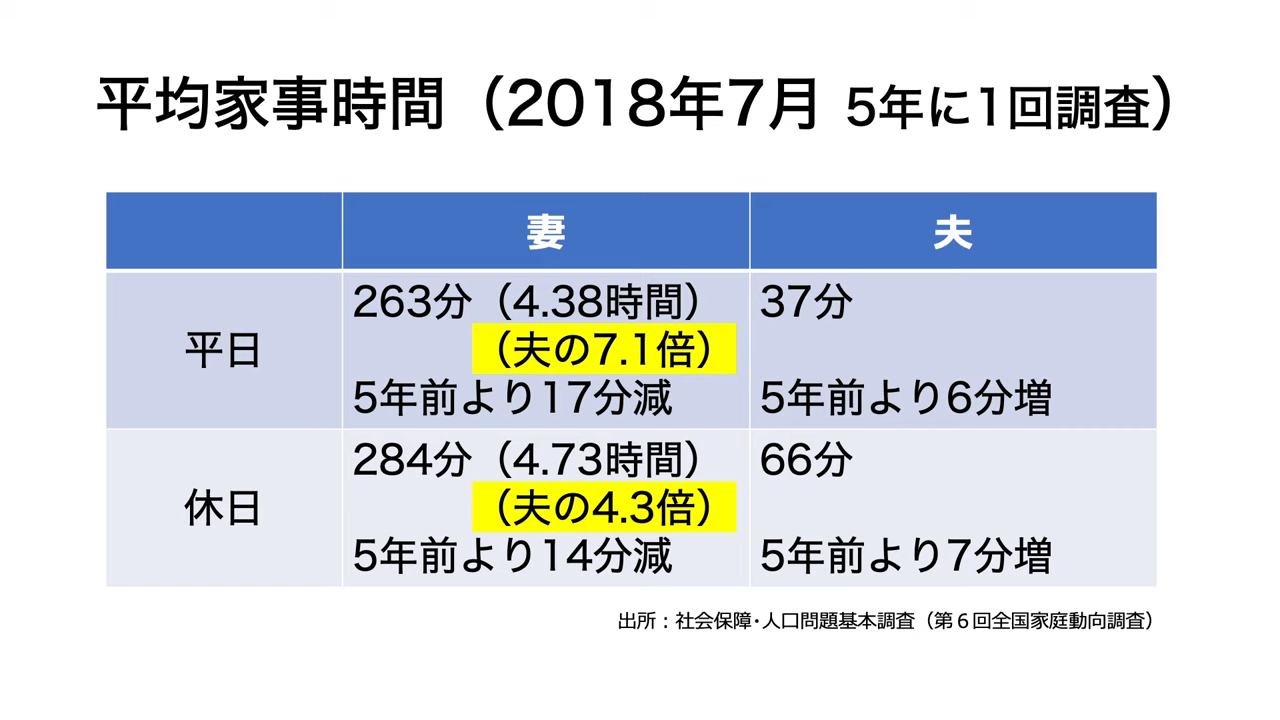 平均家事時間（2018年7月 5年に1回調査）
妻
夫
平日
263分（4.38時間）
（夫の7.1倍）
5年前より17分減
37分
5年前より6分増
休日
284分（4.73時間）
（夫の4.3倍）
5年前より14分減
66分
5年前より7分増
出所：社会保障･人口問題基本調査（第６回全国家庭動向調査）